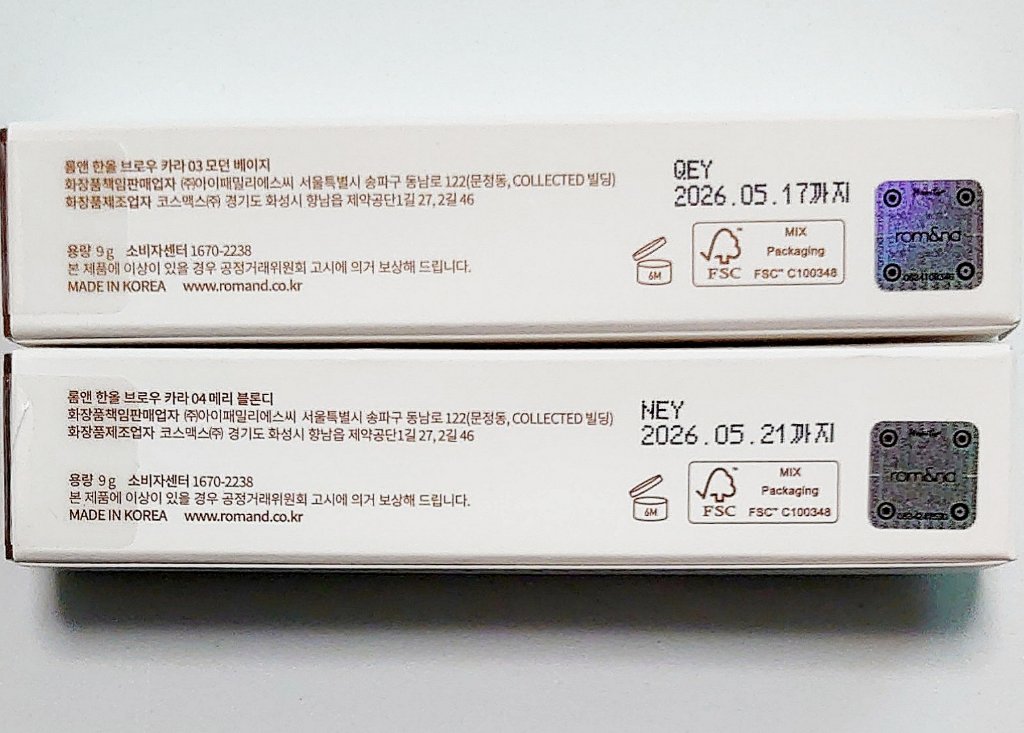 롬앤 한올 브로우 카라 03 모던 베이지
화장품책임판매업자 ㈜아이패밀리에스씨 서울특별시 송파구 동남로 122(문정동, COLLECTED 빌딩)
화장품제조업자 코스맥스㈜ 경기도 화성시 향남읍 제약공단1길 27, 2길 46
용량 9 g 소비자센터 1670-2238
본 제품에 이상이 있을 경우 공정거래위원회 고시에 의거 보상해 드립니다.
MADE IN KOREA www.romand.co.kr
QEY
2026.05.17까지
6M
FSC™
MIX
Packaging
FSC™ C100348
rom&nd
롬앤 한올 브로우 카라 04 메리 블론디
화장품책임판매업자 ㈜아이패밀리에스씨 서울특별시 송파구 동남로 122(문정동, COLLECTED 빌딩)
화장품제조업자 코스맥스㈜ 경기도 화성시 향남읍 제약공단1길 27, 2길 46
용량 9 g 소비자센터 1670-2238
본 제품에 이상이 있을 경우 공정거래위원회 고시에 의거 보상해 드립니다.
MADE IN KOREA www.romand.co.kr
NEY
2026.05.21까지
6M
FSC™
MIX
Packaging
FSC™ C100348
rom&nd